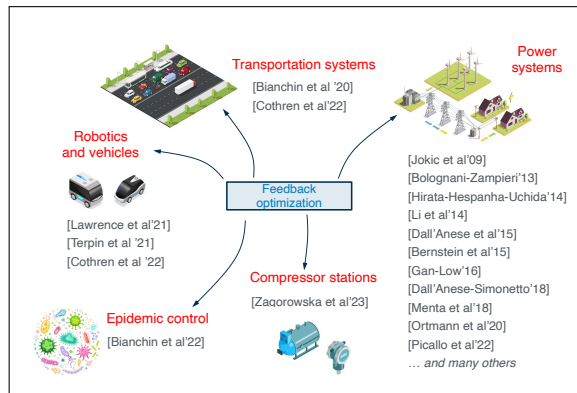 Transportation systems
[Bianchin et al '20]
[Cothren et al'22]
Power
systems
[Jokic et al'09]
[Bolognani-Zampieri'13]
[Hirata-Hespanha-Uchida'14]
[Li et al'14]
[Dall'Anese et al'15]
[Bernstein et al'15]
[Gan-Low'16]
[Dall'Anese-Simonetto'18]
[Menta et al'18]
[Ortmann et al'20]
[Picallo et al'22]
… and many others
Robotics
and vehicles
[Lawrence et al'21]
[Terpin et al '21]
[Cothren et al '22]
Feedback
optimization
Compressor stations
[Zagorowska et al'23]
Epidemic control
[Bianchin et al'22]